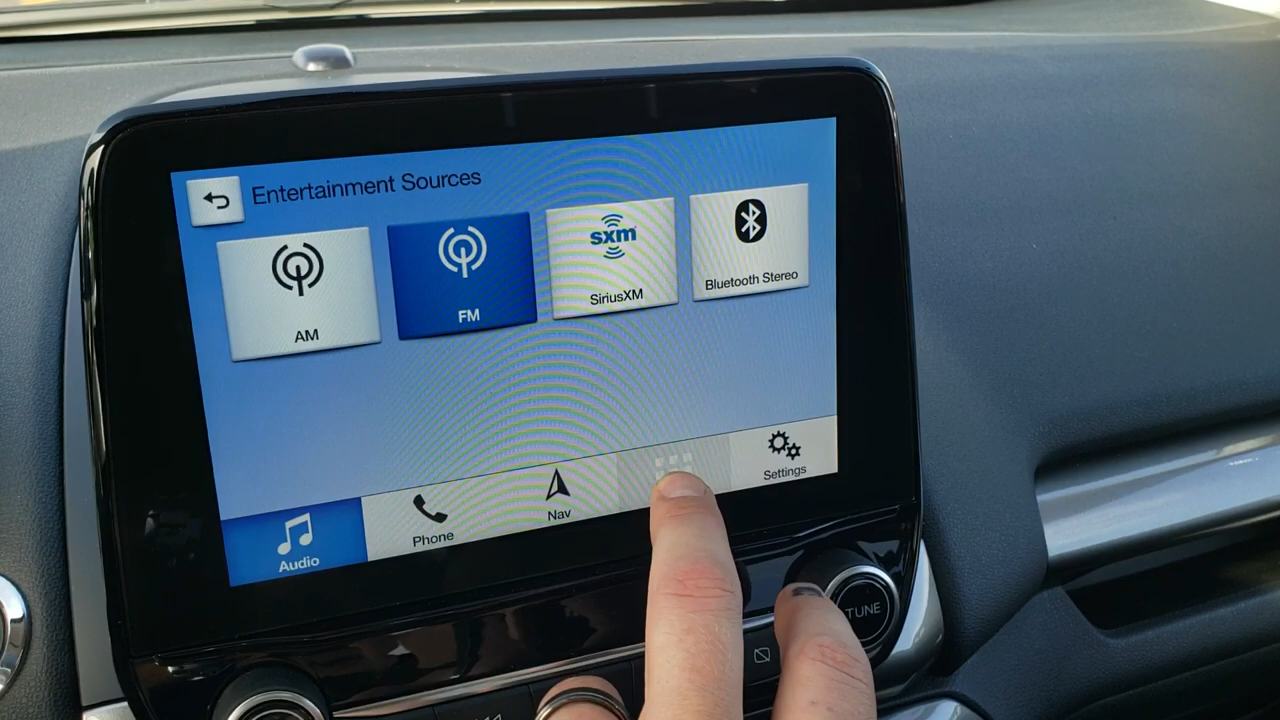 Entertainment Sources
AM
FM
sxm
SiriusXM
Bluetooth Stereo
Audio
Phone
Nav
Settings
TUNE